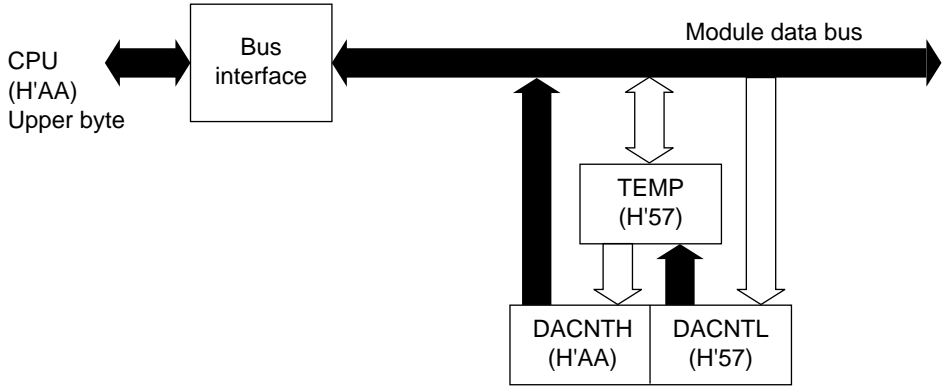 CPU
(H'AA)
Upper byte
Bus
interface
Module data bus
TEMP
(H'57)
DACNTH
(H'AA)
DACNTL
(H'57)